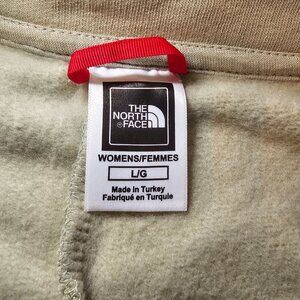 THE
NORTH
FACE
WOMENS/FEMMES
L/G
Made in Turkey
Fabriqué en Turquie